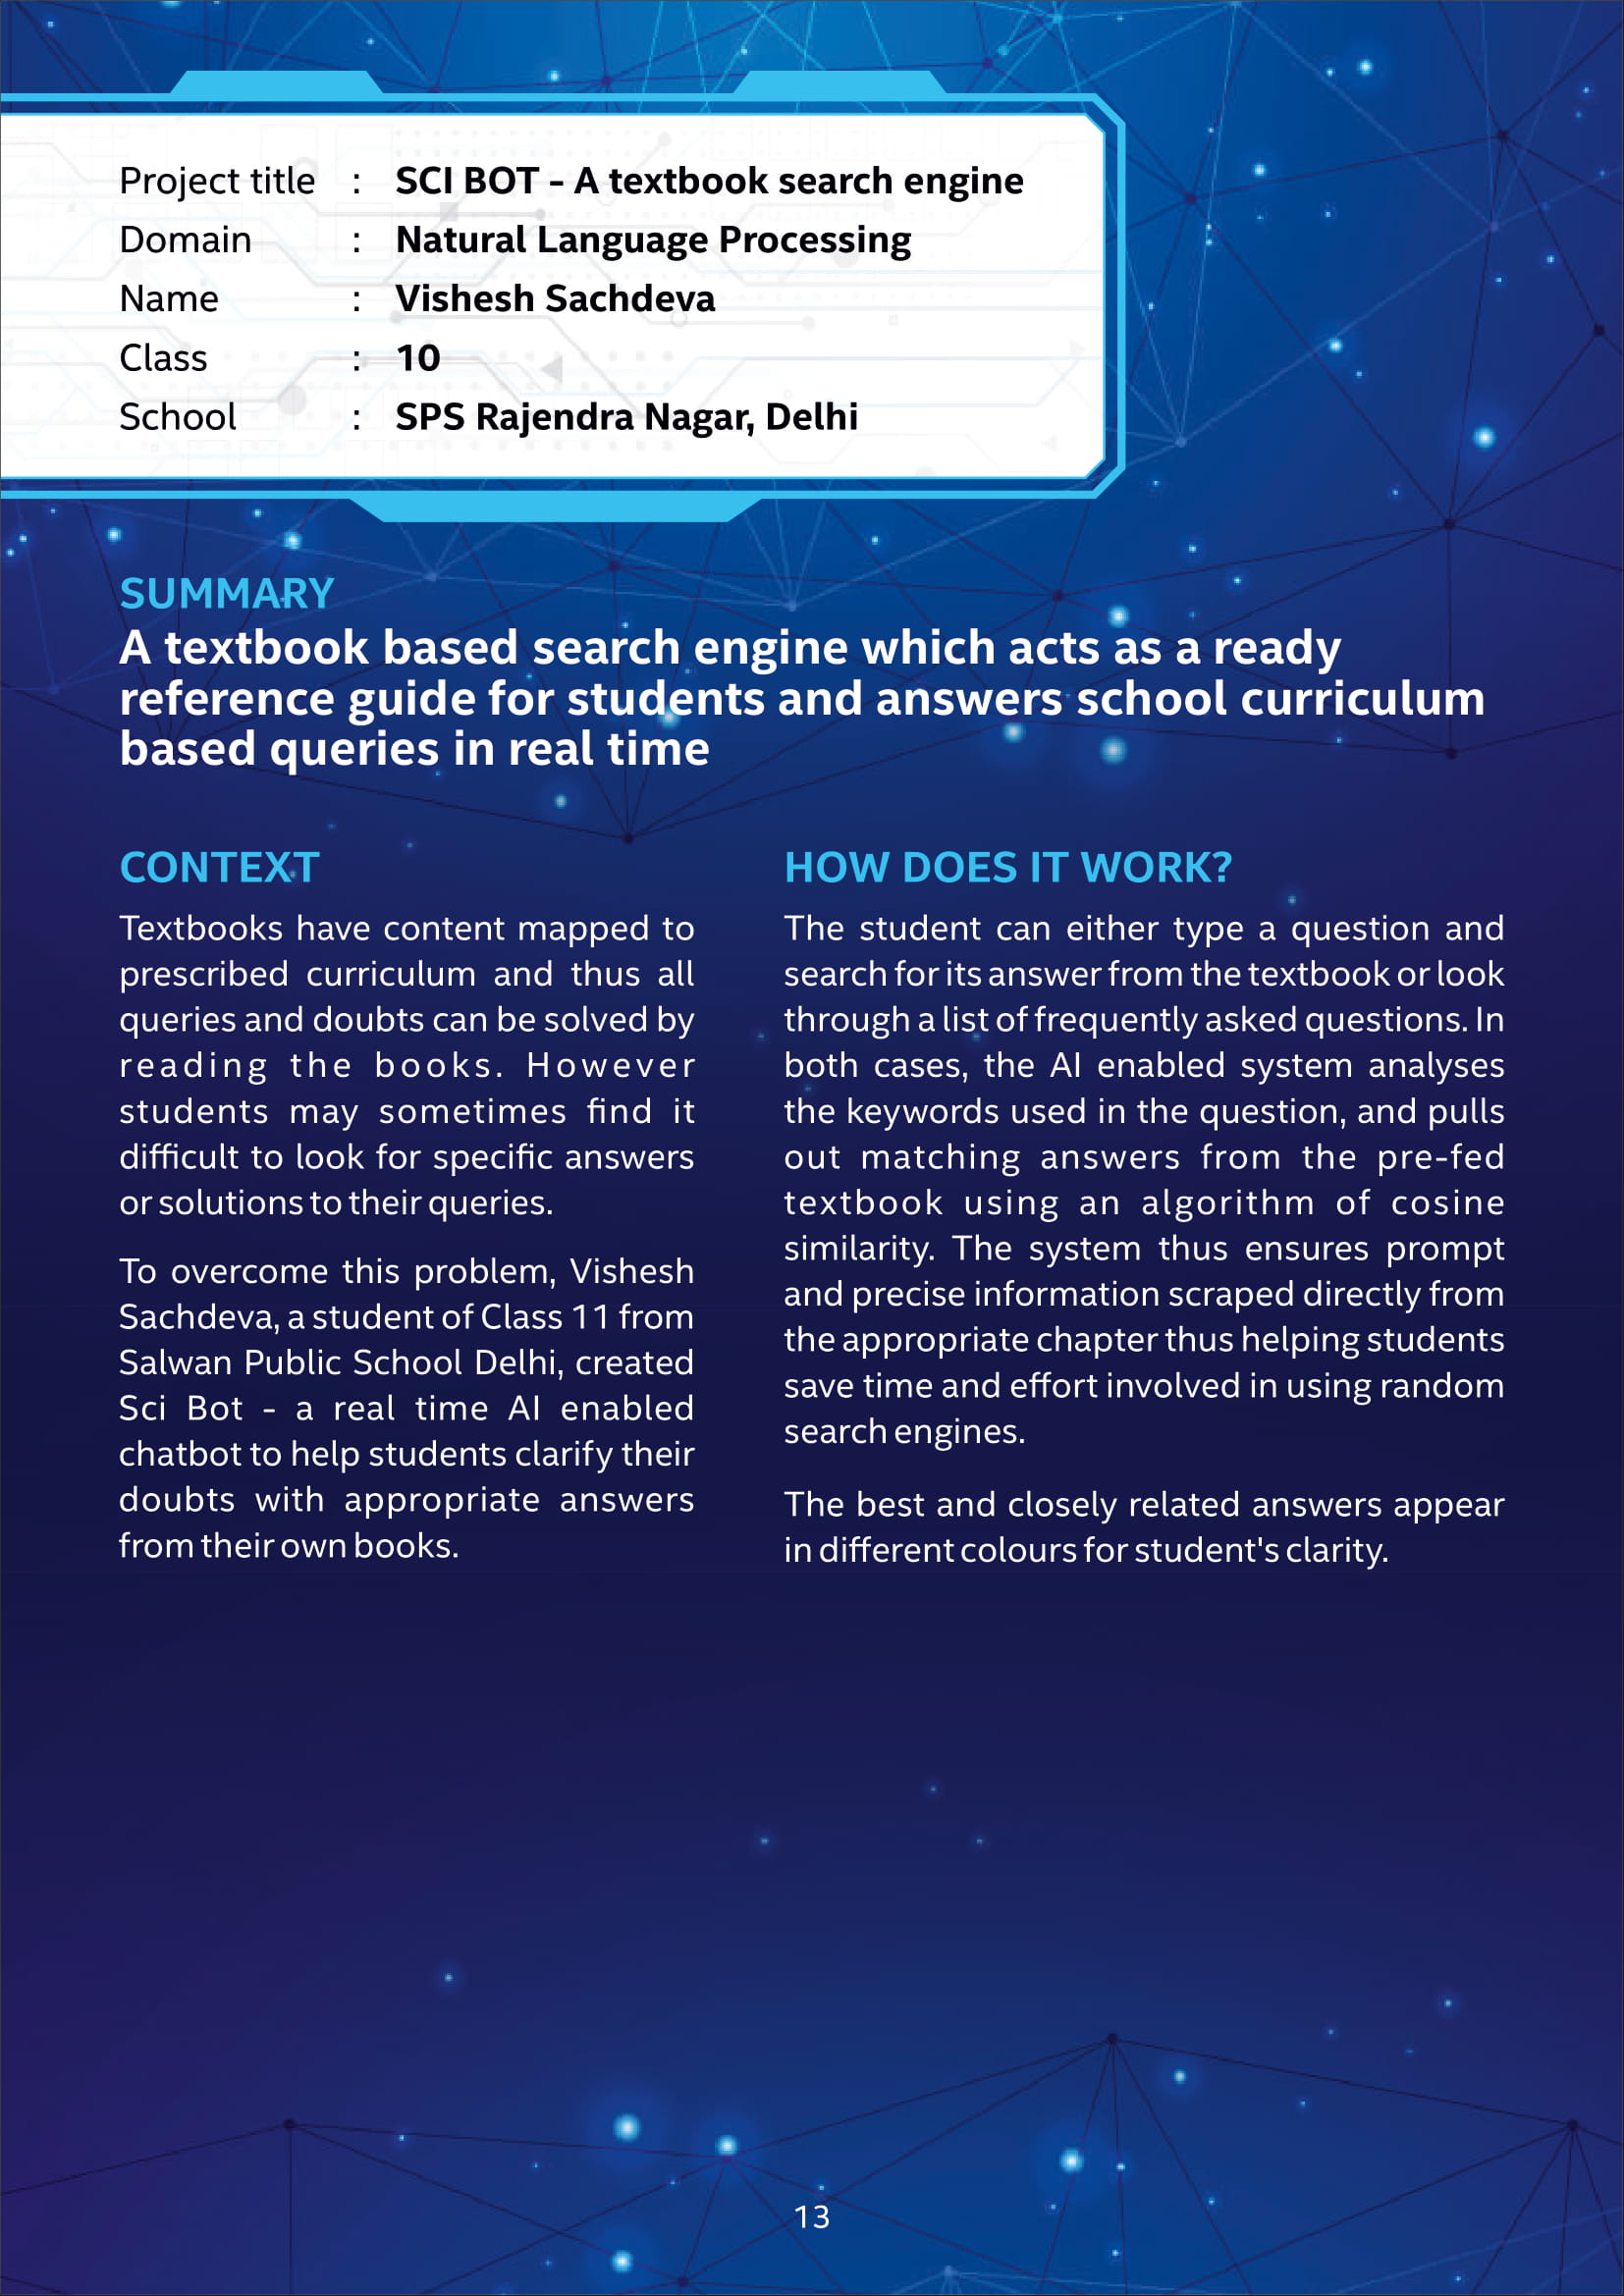 Project title : SCI BOT - A textbook search engine
Domain : Natural Language Processing
Name : Vishesh Sachdeva
Class : 10
School : SPS Rajendra Nagar, Delhi
SUMMARY
A textbook based search engine which acts as a ready
reference guide for students and answers school curriculum
based queries in real time
CONTEXT
Textbooks have content mapped to
prescribed curriculum and thus all
queries and doubts can be solved by
reading the books. However
students may sometimes find it
difficult to look for specific answers
or solutions to their queries.
To overcome this problem, Vishesh
Sachdeva, a student of Class 11 from
Salwan Public School Delhi, created
Sci Bot - a real time AI enabled
chatbot to help students clarify their
doubts with appropriate answers
from their own books.
HOW DOES IT WORK?
The student can either type a question and
search for its answer from the textbook or look
through a list of frequently asked questions. In
both cases, the AI enabled system analyses
the keywords used in the question, and pulls
out matching answers from the pre-fed
textbook using an algorithm of cosine
similarity. The system thus ensures prompt
and precise information scraped directly from
the appropriate chapter thus helping students
save time and effort involved in using random
search engines.
The best and closely related answers appear
in different colours for student's clarity.
13